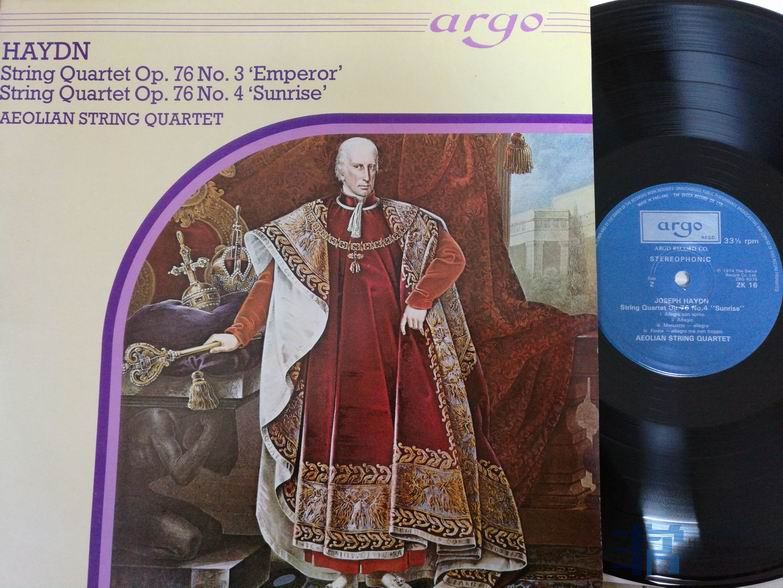 argo
HAYDN
String Quartet Op. 76 No. 3 ‘Emperor’
String Quartet Op. 76 No. 4 ‘Sunrise’
AEOLIAN STRING QUARTET
argo
33⅓ rpm
ARGO RECORD CO.
STEREOPHONIC
ZK 16
JOSEPH HAYDN
String Quartet Op 76 No.4 "Sunrise"
AEOLIAN STRING QUARTET